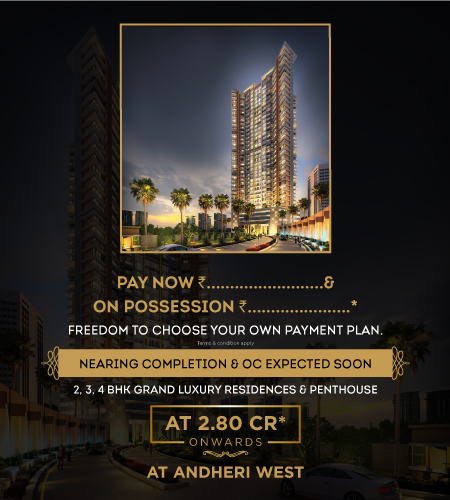 PAY NOW ₹.........................&
ON POSSESSION ₹......................*
FREEDOM TO CHOOSE YOUR OWN PAYMENT PLAN.
Terms & condition apply
NEARING COMPLETION & OC EXPECTED SOON
2, 3, 4 BHK GRAND LUXURY RESIDENCES & PENTHOUSE
AT 2.80 CR*
ONWARDS
AT ANDHERI WEST